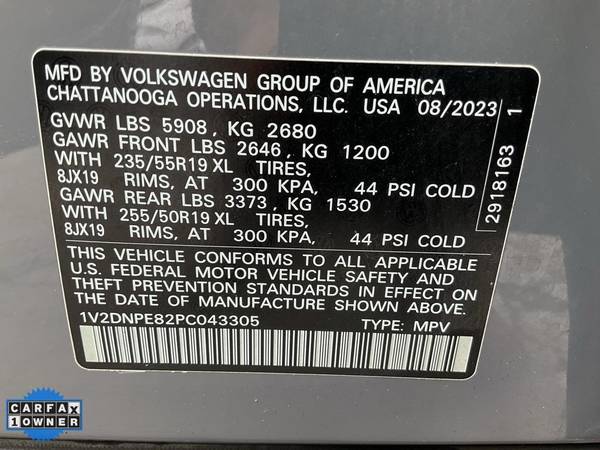 MFD BY VOLKSWAGEN GROUP OF AMERICA
CHATTANOOGA OPERATIONS, LLC. USA 08/2023
GVWR LBS 5908, KG 2680
GAWR FRONT LBS 2646, KG 1200
WITH 235/55R19 XL TIRES,
8JX19 RIMS, AT 300 KPA, 44 PSI COLD
GAWR REAR LBS 3373, KG 1530
WITH 255/50R19 XL TIRES,
8JX19 RIMS, AT 300 KPA, 44 PSI COLD
THIS VEHICLE CONFORMS TO ALL APPLICABLE
U.S. FEDERAL MOTOR VEHICLE SAFETY AND
THEFT PREVENTION STANDARDS IN EFFECT ON
THE DATE OF MANUFACTURE SHOWN ABOVE.
1V2DNPE82PC043305 TYPE: MPV
2918163 1
CARFAX
1 OWNER